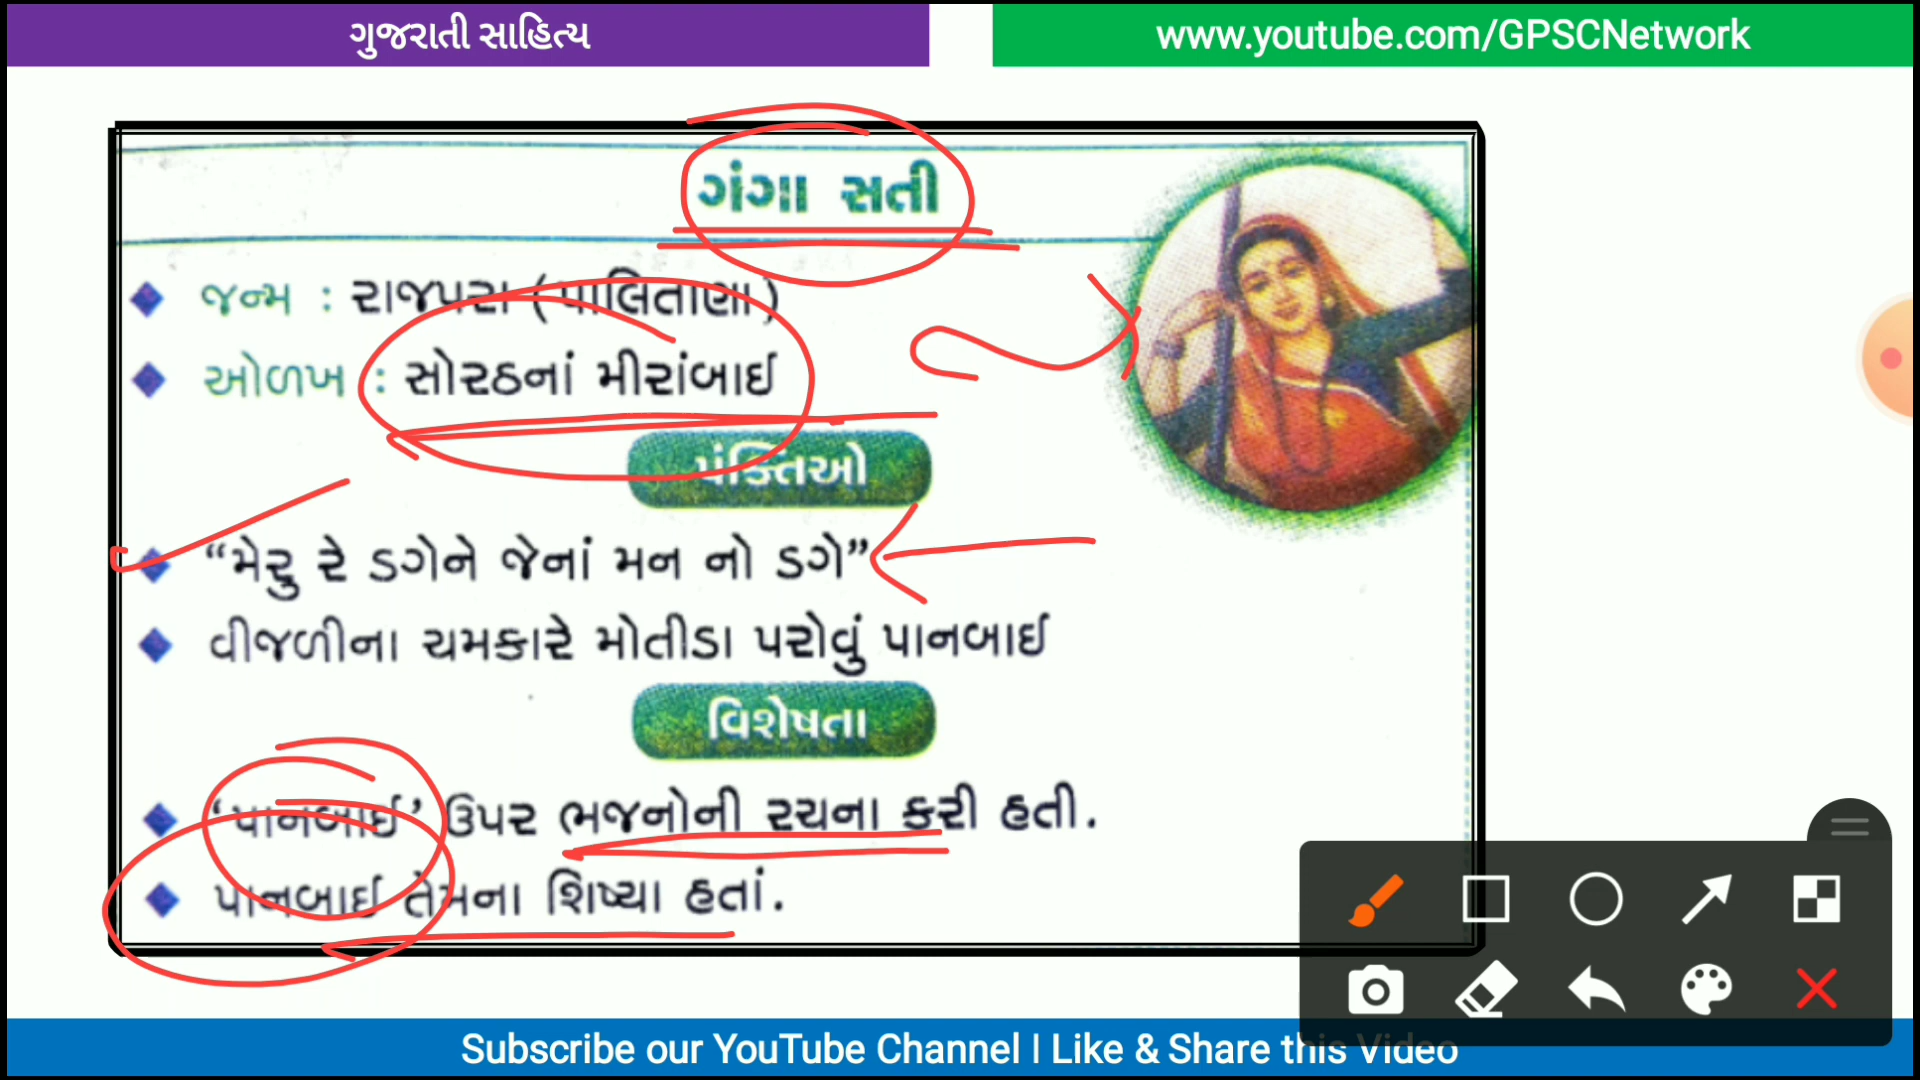 ગુજરાતી સાહિત્ય
www.youtube.com/GPSCNetwork
ગંગા સતી
જન્મ : રાજપરા (પાલિતાણા)
ઓળખ : સોરઠનાં મીરાંબાઈ
પંક્તિઓ
“મેરુ રે ડગેને જેનાં મન નો ડગે”
વીજળીના ચમકારે મોતીડા પરોવું પાનબાઈ
વિશેષતા
‘પાનબાઈ’ ઉપર ભજનોની રચના કરી હતી.
પાનબાઈ તેમના શિષ્યા હતાં.
Subscribe our YouTube Channel | Like & Share this Video